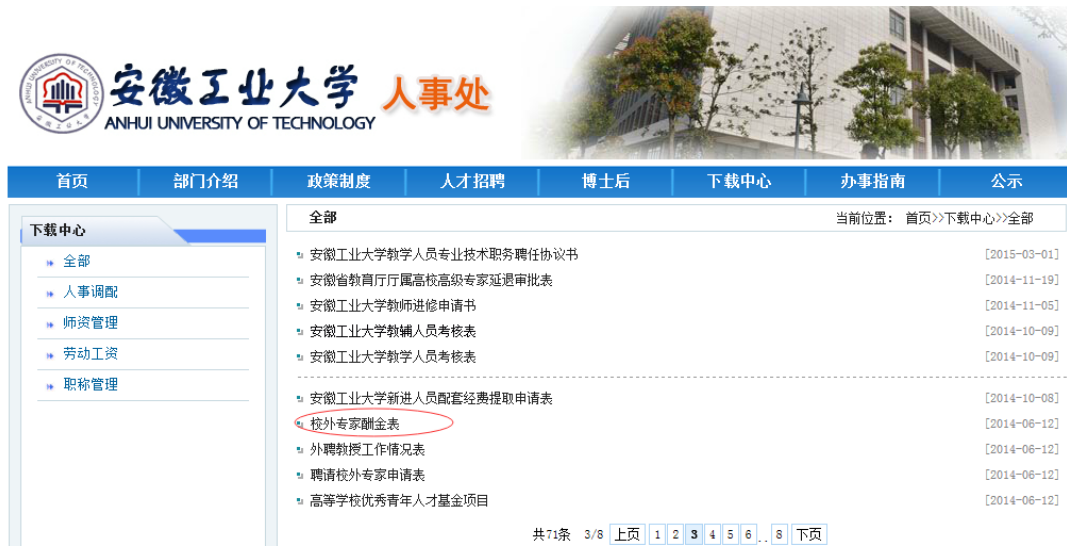 安徽工业大学 人事处
ANHUI UNIVERSITY OF TECHNOLOGY
首页 部门介绍 政策制度 人才招聘 博士后 下载中心 办事指南 公示
下载中心
全部
人事调配
师资管理
劳动工资
职称管理
全部 当前位置： 首页>>下载中心>>全部
安徽工业大学教学人员专业技术职务聘任协议书 [2015-03-01]
安徽省教育厅厅属高校高级专家延退审批表 [2014-11-19]
安徽工业大学教师进修申请书 [2014-11-05]
安徽工业大学教辅人员考核表 [2014-10-09]
安徽工业大学教学人员考核表 [2014-10-09]
安徽工业大学新进人员配套经费提取申请表 [2014-10-08]
校外专家酬金表 [2014-06-12]
外聘教授工作情况表 [2014-06-12]
聘请校外专家申请表 [2014-06-12]
高等学校优秀青年人才基金项目 [2014-06-12]
共71条 3/8 上页 1 2 3 4 5 6 .. 8 下页